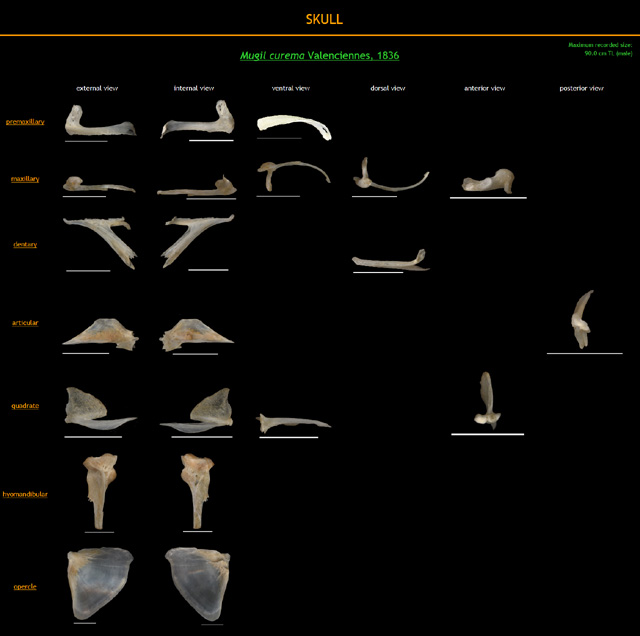 SKULL
Maximum recorded size:
90.0 cm TL (male)
Mugil curema Valenciennes, 1836
external view internal view ventral view dorsal view anterior view posterior view
premaxillary
maxillary
dentary
articular
quadrate
hyomandibular
opercle